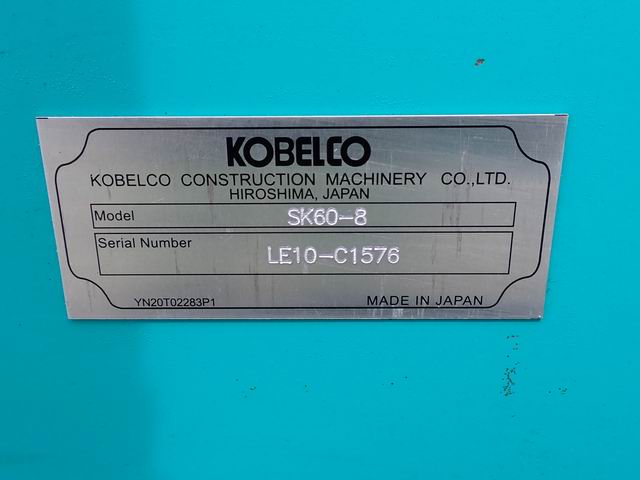 KOBELCO
KOBELCO CONSTRUCTION MACHINERY CO.,LTD.
HIROSHIMA, JAPAN
Model SK60-8
Serial Number LE10-C1576
YN20T02283P1 MADE IN JAPAN